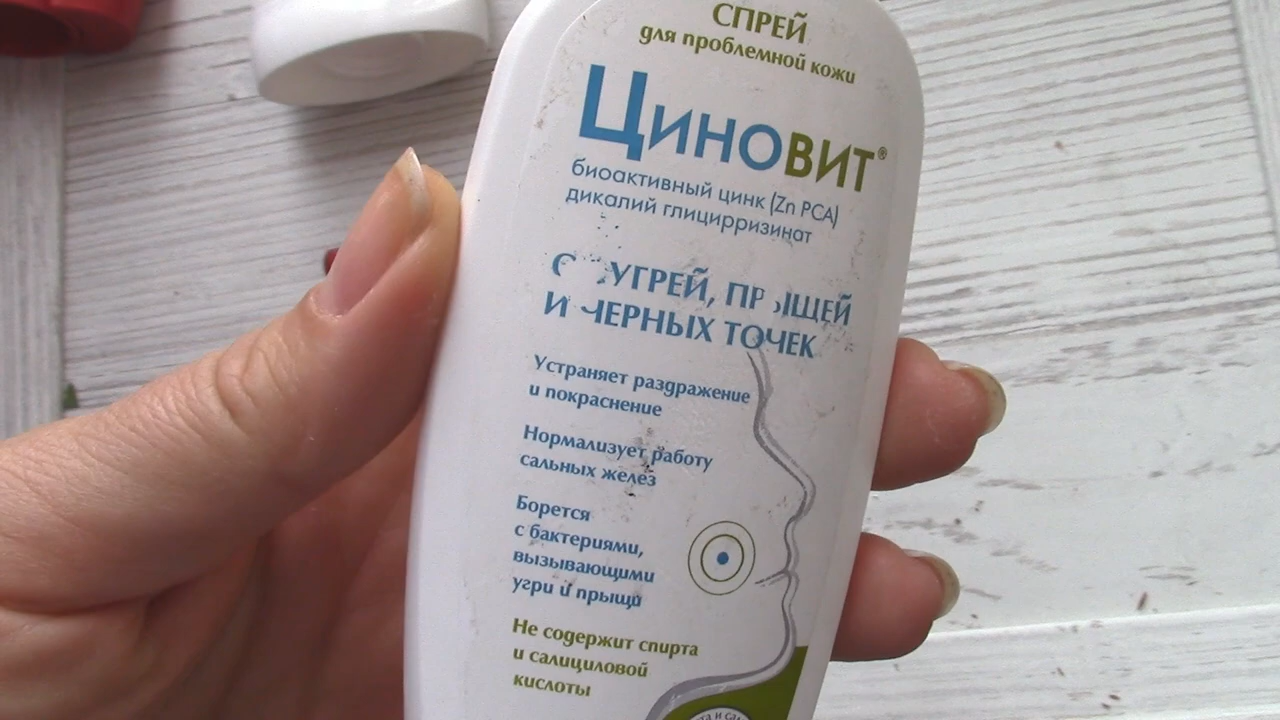 СПРЕЙ
для проблемной кожи
ЦИНОВИТ®
биоактивный цинк (Zn PCA)
дикалий глицирризинат
УГРЕЙ, ПРЫЩЕЙ
И ЧЕРНЫХ ТОЧЕК
Устраняет раздражение
и покраснение
Нормализует работу
сальных желез
Борется
с бактериями,
вызывающими
угри и прыщи
Не содержит спирта
и салициловой
кислоты